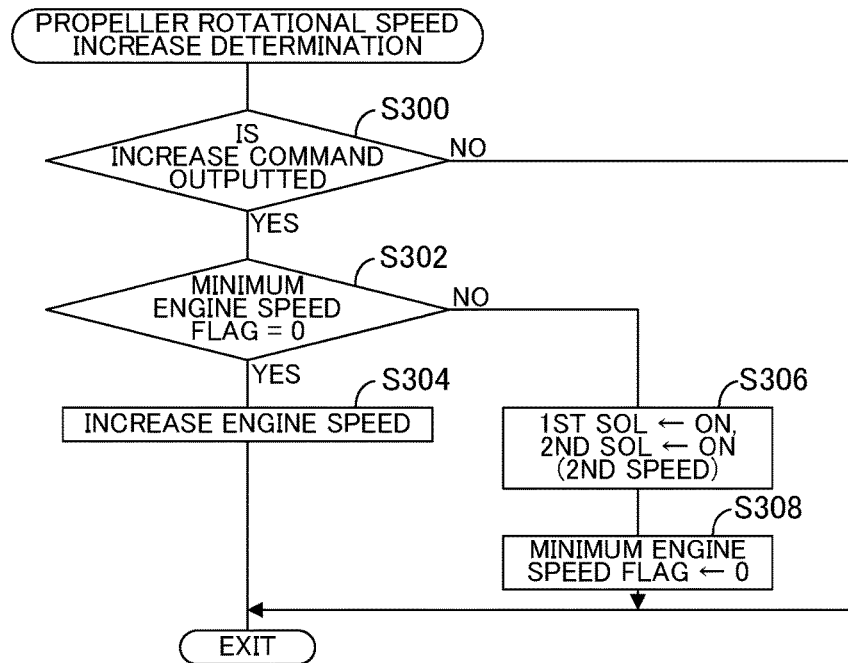 PROPELLER ROTATIONAL SPEED
INCREASE DETERMINATION
S300
IS
INCREASE COMMAND
OUTPUTTED
NO
YES
S302
MINIMUM
ENGINE SPEED
FLAG = 0
NO
YES
S304
INCREASE ENGINE SPEED
S306
1ST SOL ← ON,
2ND SOL ← ON
(2ND SPEED)
S308
MINIMUM ENGINE
SPEED FLAG ← 0
EXIT